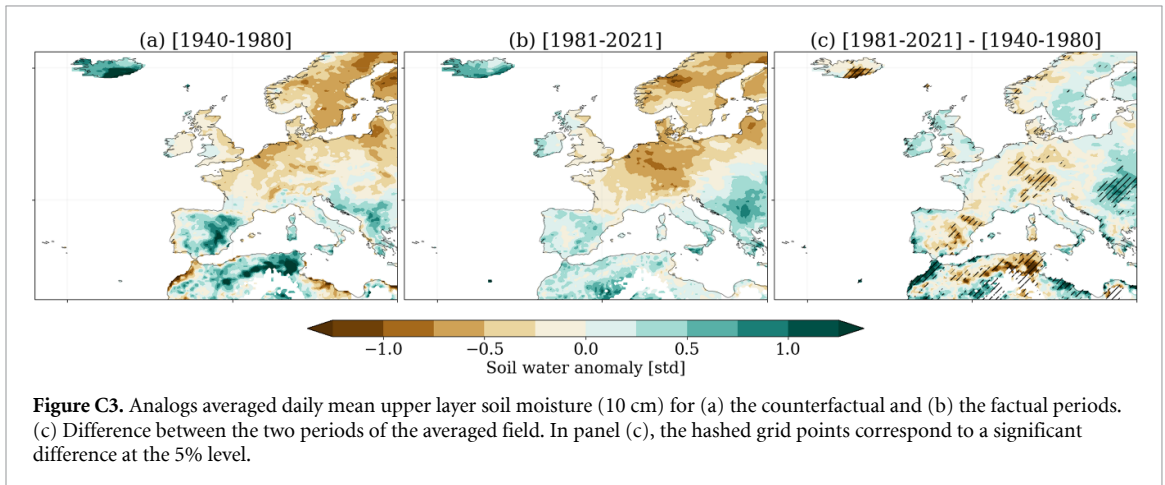 (a) [1940-1980]
(b) [1981-2021]
(c) [1981-2021] - [1940-1980]
−1.0
−0.5
0.0
0.5
1.0
Soil water anomaly [std]
Figure C3. Analogs averaged daily mean upper layer soil moisture (10 cm) for (a) the counterfactual and (b) the factual periods.
(c) Difference between the two periods of the averaged field. In panel (c), the hashed grid points correspond to a significant
difference at the 5% level.